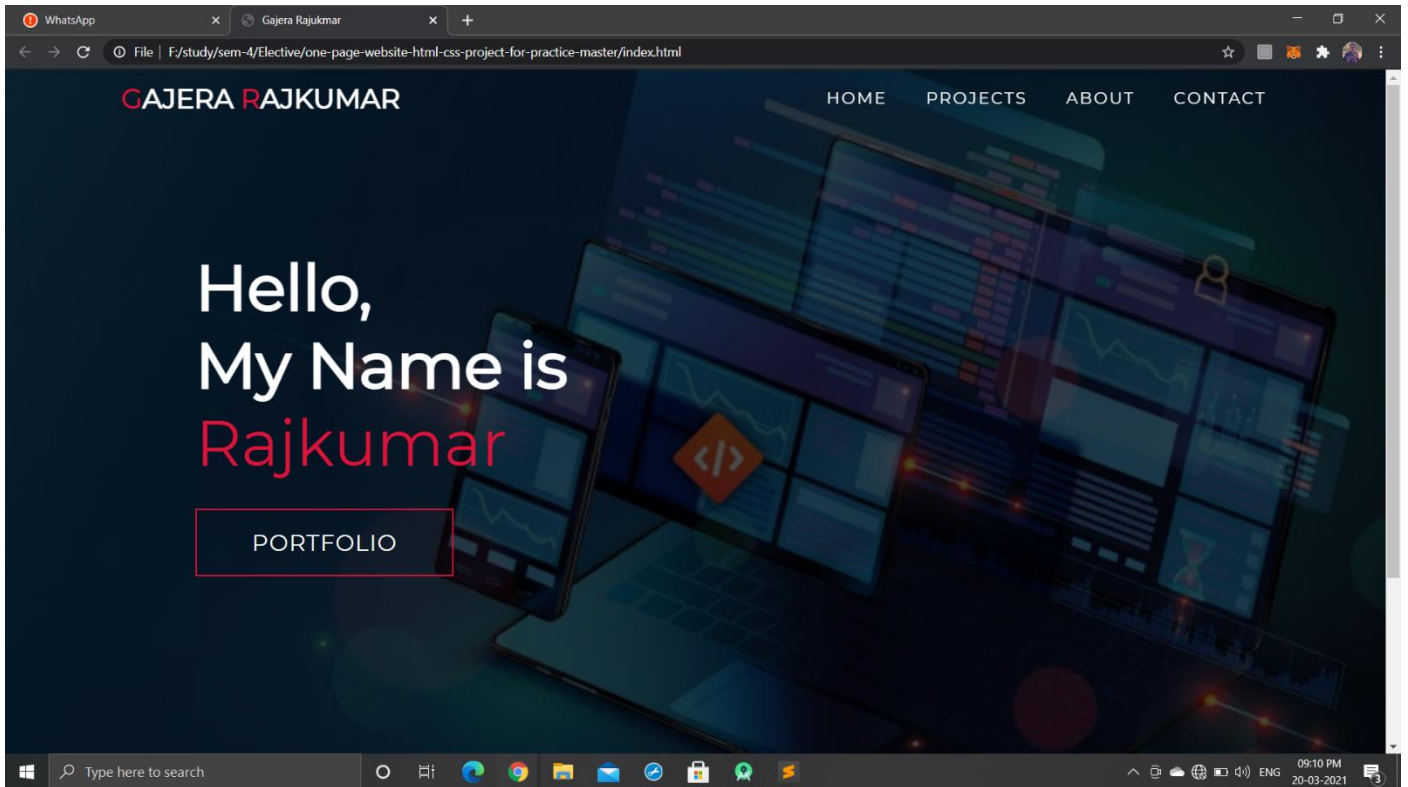 WhatsApp
Gajera Rajukmar
File | F:/study/sem-4/Elective/one-page-website-html-css-project-for-practice-master/index.html
GAJERA RAJKUMAR
HOME PROJECTS ABOUT CONTACT
Hello,
My Name is
Rajkumar
</>
PORTFOLIO
Type here to search
ENG
09:10 PM
20-03-2021
3